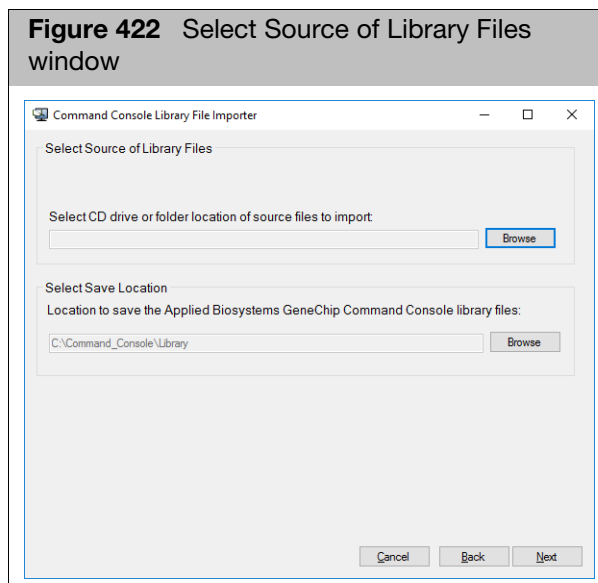 Figure 422 Select Source of Library Files
window
Command Console Library File Importer
Select Source of Library Files
Select CD drive or folder location of source files to import:
Browse
Select Save Location
Location to save the Applied Biosystems GeneChip Command Console library files:
C:\Command_Console\Library
Browse
Cancel Back Next